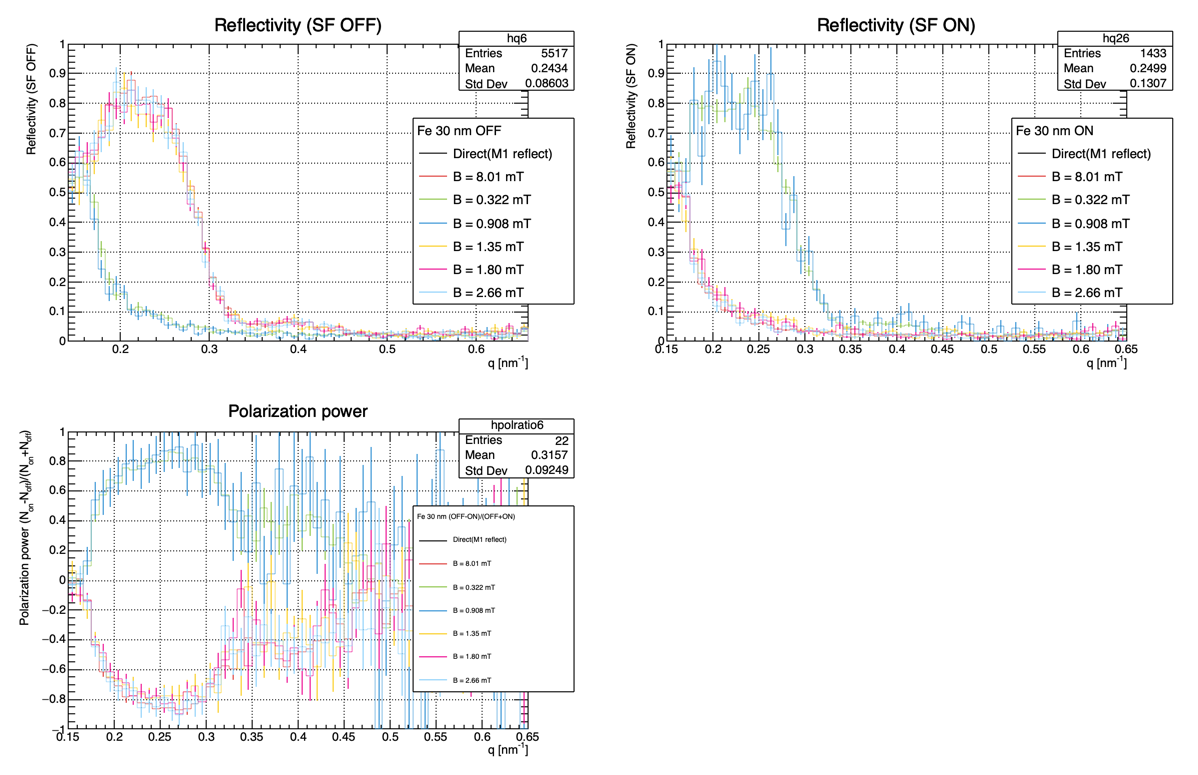 Reflectivity (SF OFF)
Reflectivity (SF OFF)
hq6
Entries 5517
Mean 0.2434
Std Dev 0.08603
Fe 30 nm OFF
Direct(M1 reflect)
B = 8.01 mT
B = 0.322 mT
B = 0.908 mT
B = 1.35 mT
B = 1.80 mT
B = 2.66 mT
1
0.9
0.8
0.7
0.6
0.5
0.4
0.3
0.2
0.1
0
0.2 0.3 0.4 0.5 0.6
q [nm-1]
Reflectivity (SF ON)
Reflectivity (SF ON)
hq26
Entries 1433
Mean 0.2499
Std Dev 0.1307
Fe 30 nm ON
Direct(M1 reflect)
B = 8.01 mT
B = 0.322 mT
B = 0.908 mT
B = 1.35 mT
B = 1.80 mT
B = 2.66 mT
1
0.9
0.8
0.7
0.6
0.5
0.4
0.3
0.2
0.1
0
0.15 0.2 0.25 0.3 0.35 0.4 0.45 0.5 0.55 0.6 0.65
q [nm-1]
Polarization power
Polarization power (Non-Noff)/(Non+Noff)
hpolratio6
Entries 22
Mean 0.3157
Std Dev 0.09249
Fe 30 nm (OFF-ON)/(OFF+ON)
Direct(M1 reflect)
B = 8.01 mT
B = 0.322 mT
B = 0.908 mT
B = 1.35 mT
B = 1.80 mT
B = 2.66 mT
1
0.8
0.6
0.4
0.2
0
−0.2
−0.4
−0.6
−0.8
−1
0.15 0.2 0.25 0.3 0.35 0.4 0.45 0.5 0.55 0.6 0.65
q [nm-1]